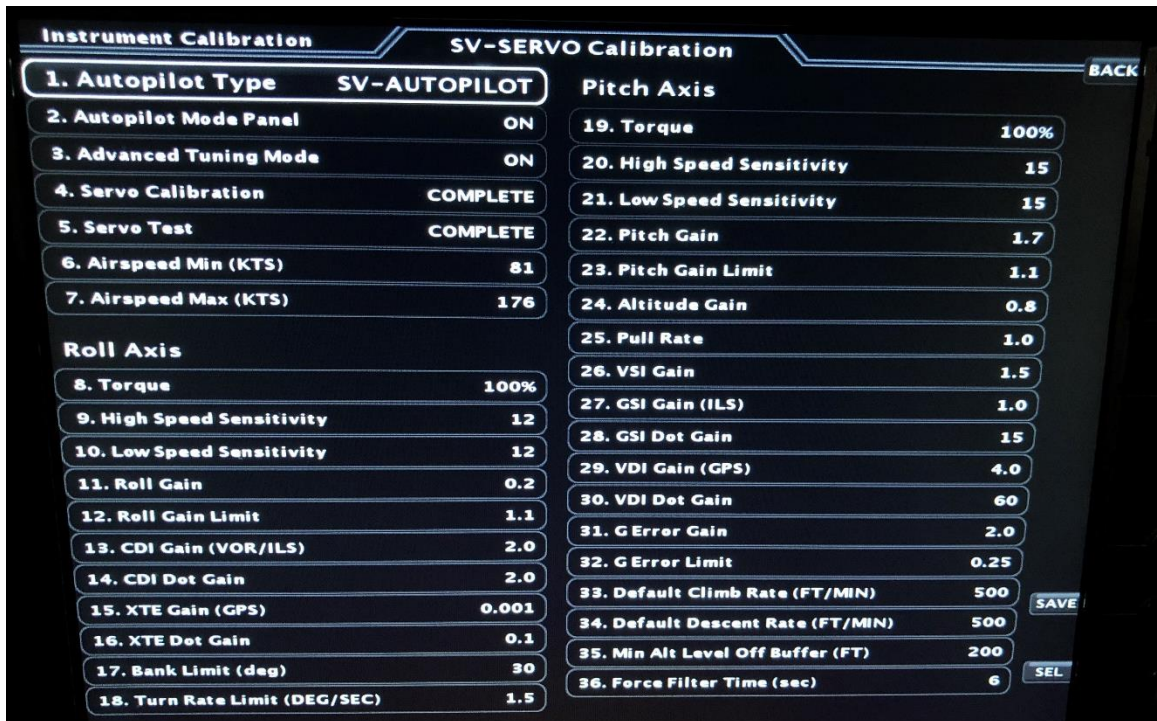 Instrument Calibration
SV-SERVO Calibration
BACK
1. Autopilot Type SV-AUTOPILOT
2. Autopilot Mode Panel ON
3. Advanced Tuning Mode ON
4. Servo Calibration COMPLETE
5. Servo Test COMPLETE
6. Airspeed Min (KTS) 81
7. Airspeed Max (KTS) 176
Roll Axis
8. Torque 100%
9. High Speed Sensitivity 12
10. Low Speed Sensitivity 12
11. Roll Gain 0.2
12. Roll Gain Limit 1.1
13. CDI Gain (VOR/ILS) 2.0
14. CDI Dot Gain 2.0
15. XTE Gain (GPS) 0.001
16. XTE Dot Gain 0.1
17. Bank Limit (deg) 30
18. Turn Rate Limit (DEG/SEC) 1.5
Pitch Axis
19. Torque 100%
20. High Speed Sensitivity 15
21. Low Speed Sensitivity 15
22. Pitch Gain 1.7
23. Pitch Gain Limit 1.1
24. Altitude Gain 0.8
25. Pull Rate 1.0
26. VSI Gain 1.5
27. GSI Gain (ILS) 1.0
28. GSI Dot Gain 15
29. VDI Gain (GPS) 4.0
30. VDI Dot Gain 60
31. G Error Gain 2.0
32. G Error Limit 0.25
33. Default Climb Rate (FT/MIN) 500
34. Default Descent Rate (FT/MIN) 500
35. Min Alt Level Off Buffer (FT) 200
36. Force Filter Time (sec) 6
SAVE
SEL